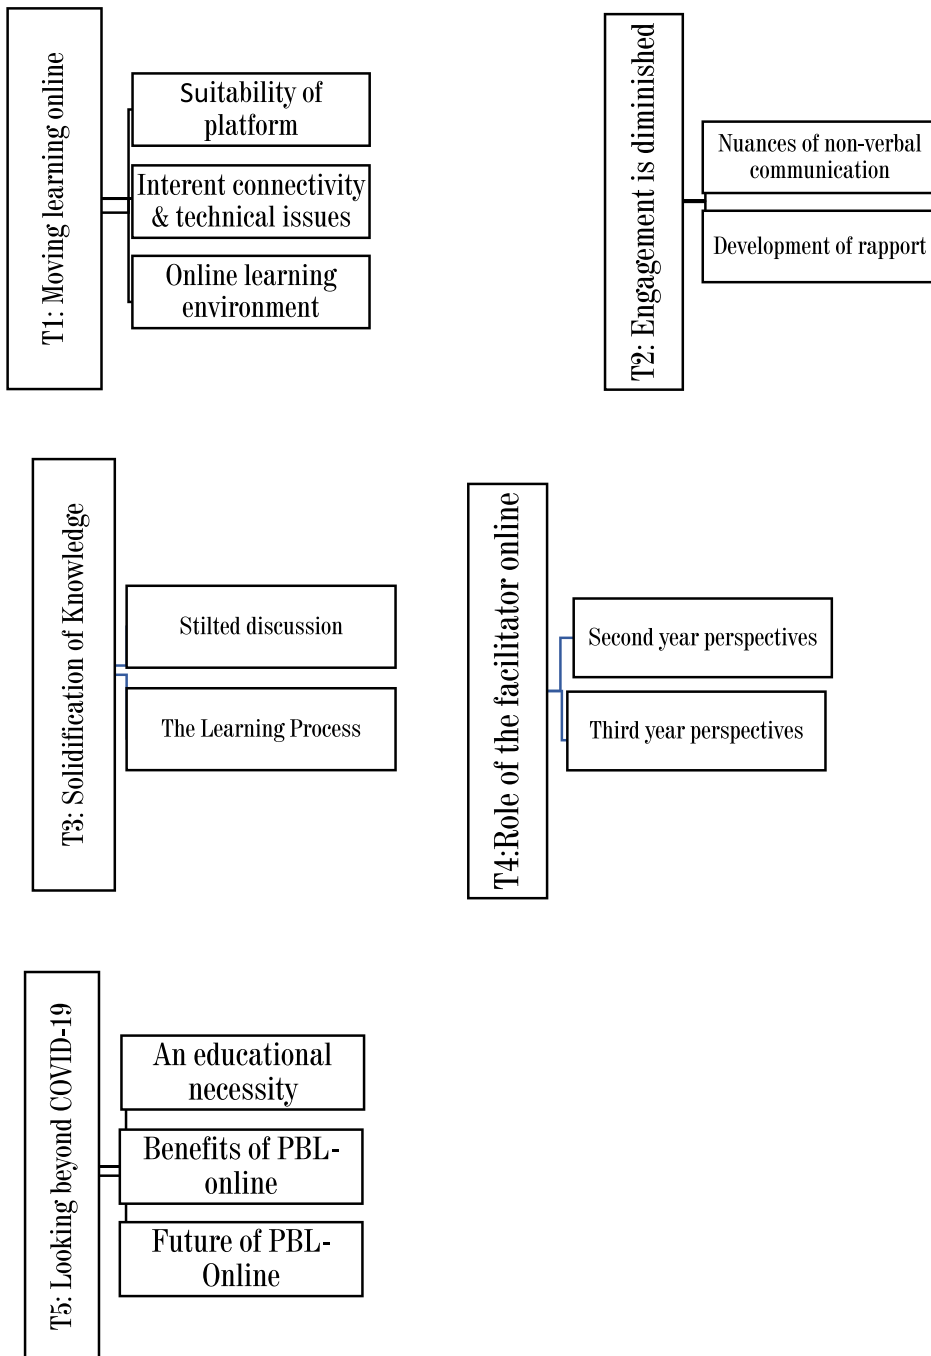 T1: Moving learning online
Suitability of
platform
Interent connectivity
& technical issues
Online learning
environment
T2: Engagement is diminished
Nuances of non-verbal
communication
Development of rapport
T3: Solidification of Knowledge
Stilted discussion
The Learning Process
T4:Role of the facilitator online
Second year perspectives
Third year perspectives
T5: Looking beyond COVID-19
An educational
necessity
Benefits of PBL-
online
Future of PBL-
Online